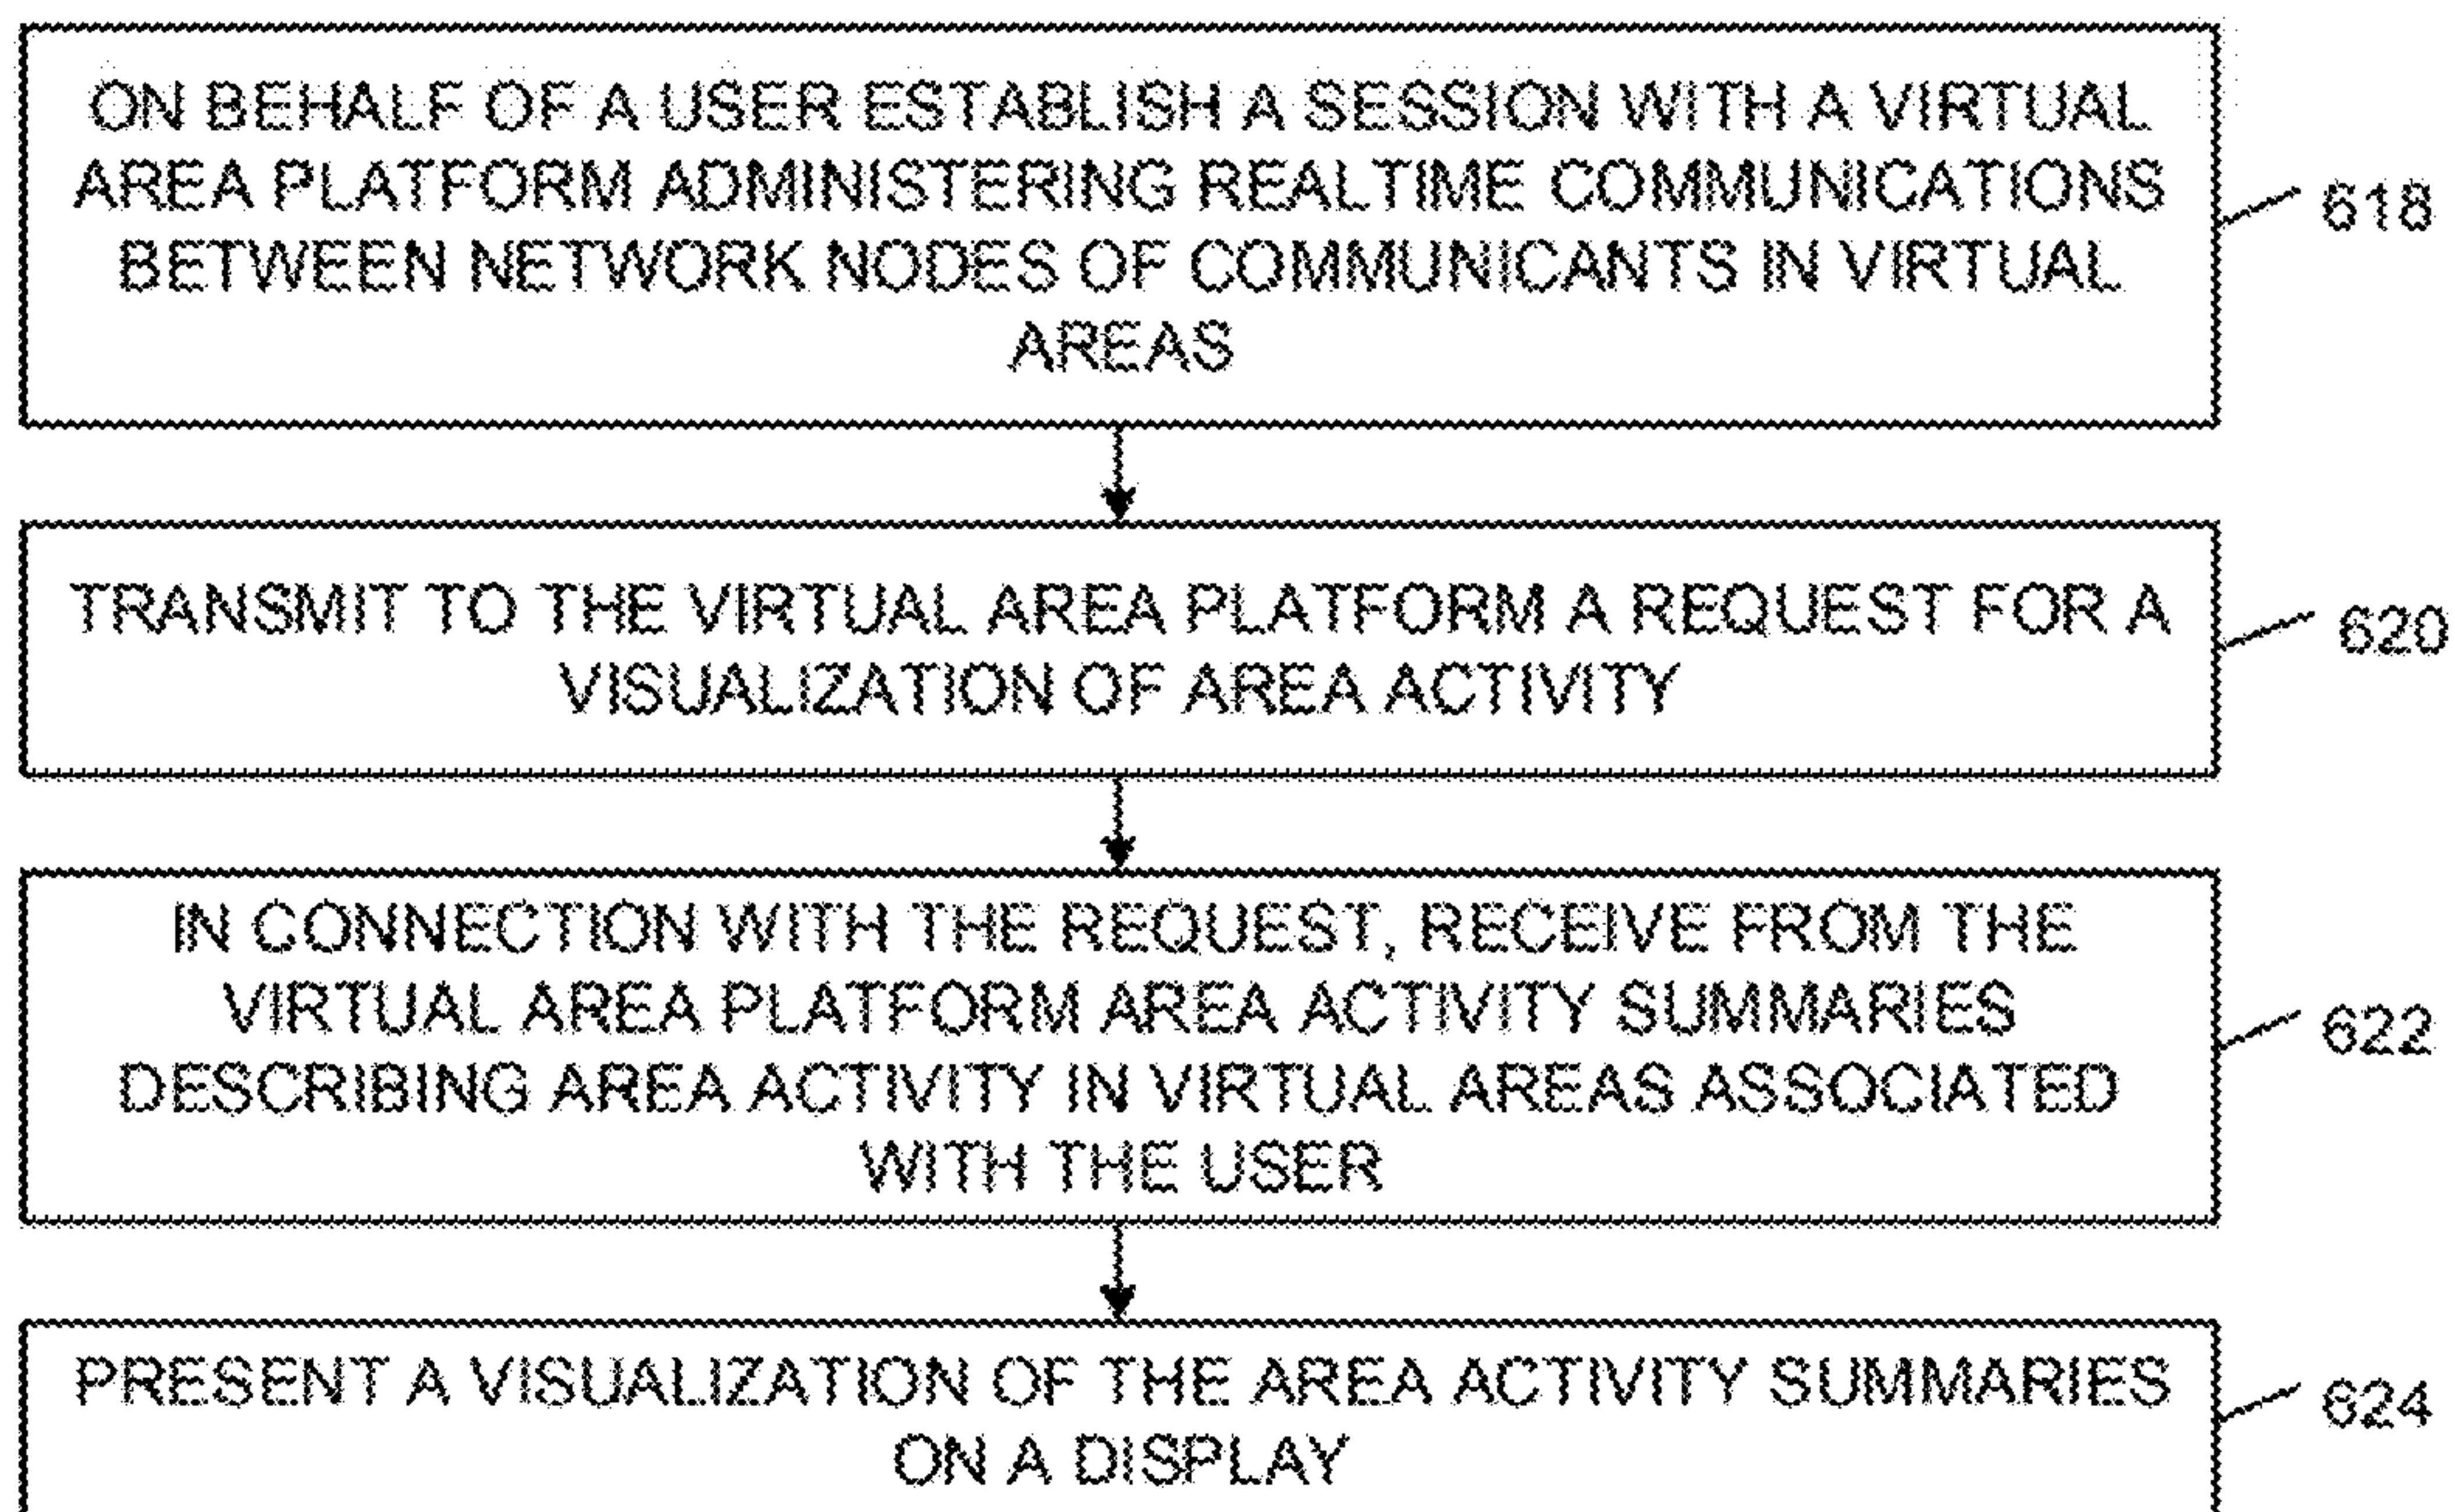 ON BEHALF OF A USER ESTABLISH A SESSION WITH A VIRTUAL
AREA PLATFORM ADMINISTERING REALTIME COMMUNICATIONS
BETWEEN NETWORK NODES OF COMMUNICANTS IN VIRTUAL
AREAS
618
TRANSMIT TO THE VIRTUAL AREA PLATFORM A REQUEST FOR A
VISUALIZATION OF AREA ACTIVITY
620
IN CONNECTION WITH THE REQUEST, RECEIVE FROM THE
VIRTUAL AREA PLATFORM AREA ACTIVITY SUMMARIES
DESCRIBING AREA ACTIVITY IN VIRTUAL AREAS ASSOCIATED
WITH THE USER
622
PRESENT A VISUALIZATION OF THE AREA ACTIVITY SUMMARIES
ON A DISPLAY
624